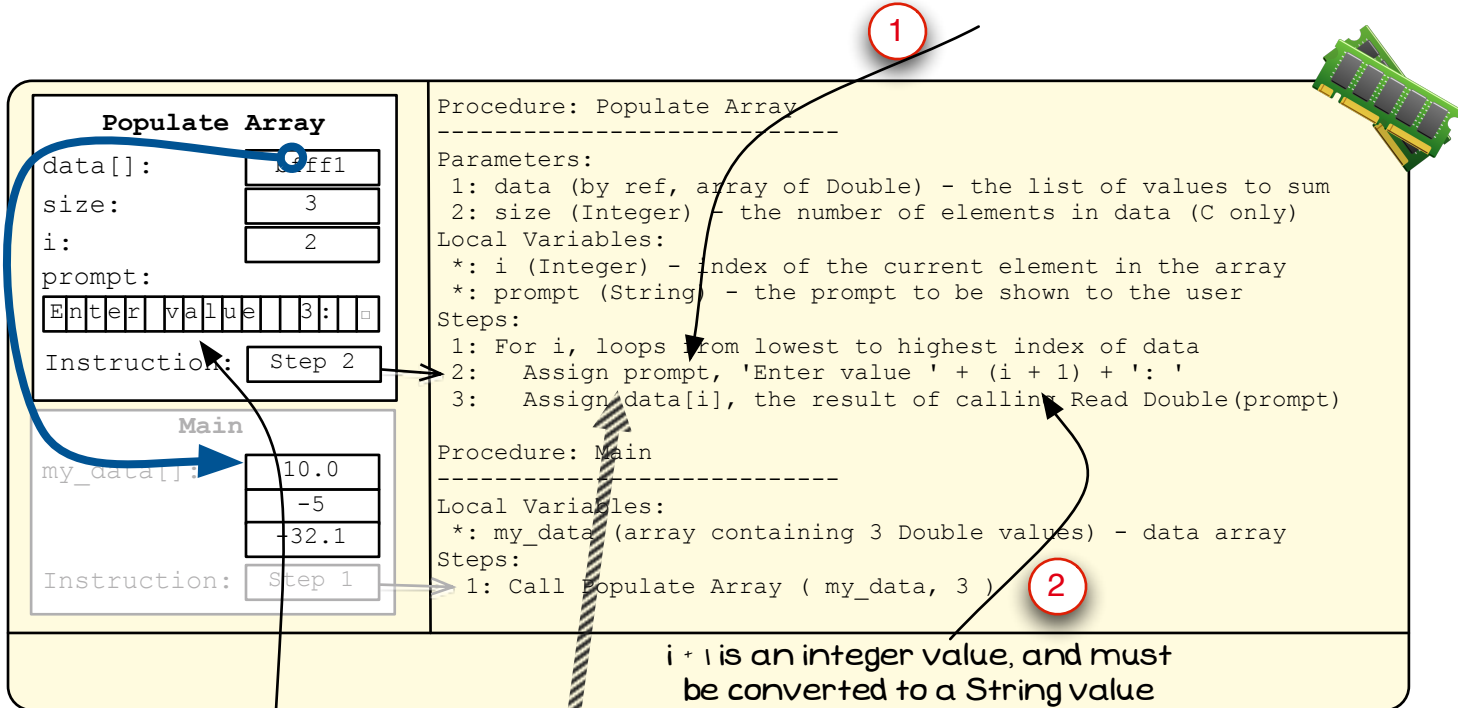 1
Populate Array
data[]:
bfff1
size:
3
i:
2
prompt:
Enter value 3:
Instruction:
Step 2
Main
my_data[]:
10.0
-5
-32.1
Instruction:
Step 1
Procedure: Populate Array
----------------------------
Parameters:
1: data (by ref, array of Double) - the list of values to sum
2: size (Integer) - the number of elements in data (C only)
Local Variables:
*: i (Integer) - index of the current element in the array
*: prompt (String) - the prompt to be shown to the user
Steps:
1: For i, loops from lowest to highest index of data
2: Assign prompt, 'Enter value ' + (i + 1) + ': '
3: Assign data[i], the result of calling Read Double(prompt)
Procedure: Main
----------------------------
Local Variables:
*: my_data (array containing 3 Double values) - data array
Steps:
1: Call Populate Array ( my_data, 3 )
2
i + 1 is an integer value, and must
be converted to a String value